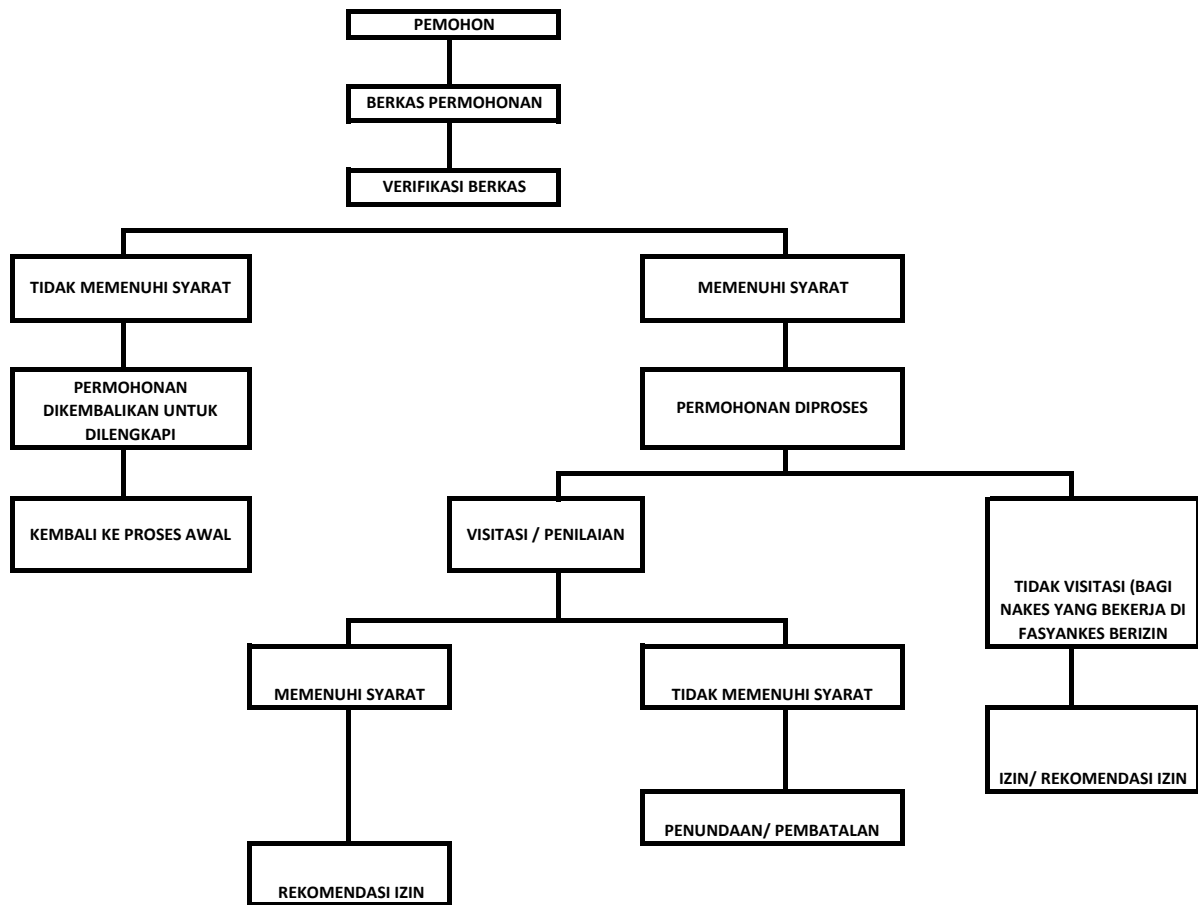 PEMOHON
BERKAS PERMOHONAN
VERIFIKASI BERKAS
TIDAK MEMENUHI SYARAT
MEMENUHI SYARAT
PERMOHONAN
DIKEMBALIKAN UNTUK
DILENGKAPI
PERMOHONAN DIPROSES
KEMBALI KE PROSES AWAL
VISITASI / PENILAIAN
TIDAK VISITASI (BAGI
NAKES YANG BEKERJA DI
FASYANKES BERIZIN
MEMENUHI SYARAT
TIDAK MEMENUHI SYARAT
IZIN/ REKOMENDASI IZIN
PENUNDAAN/ PEMBATALAN
REKOMENDASI IZIN